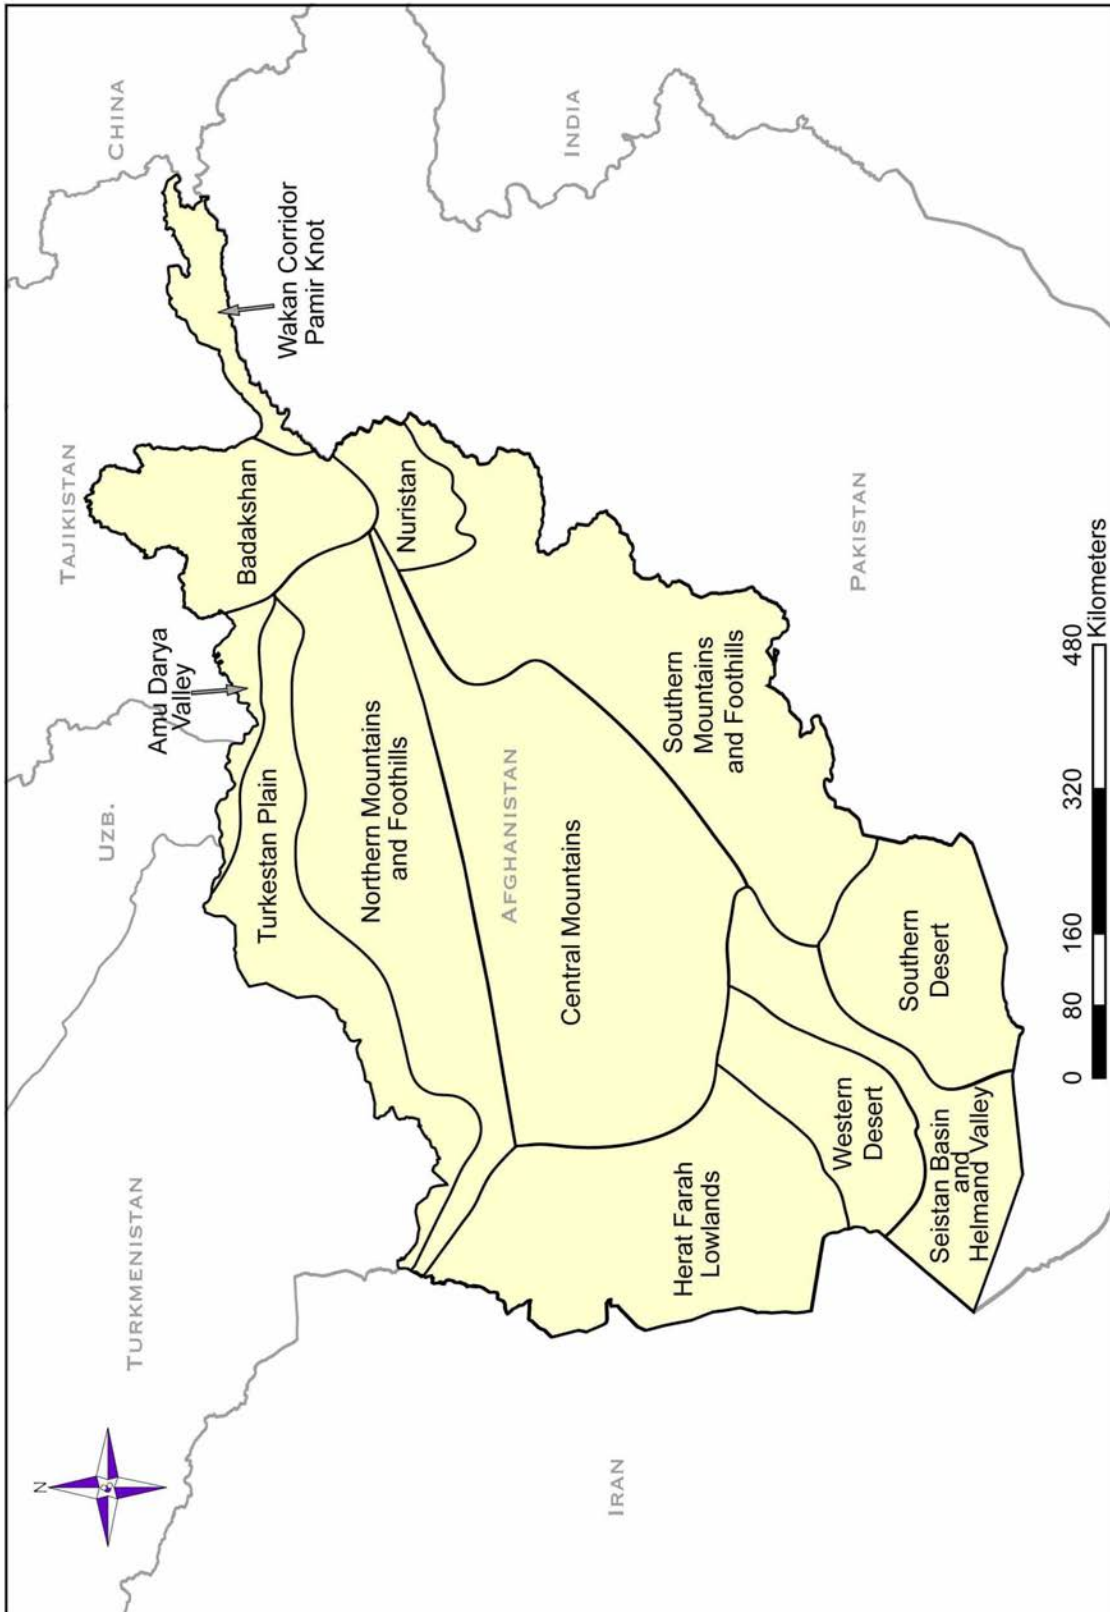 N
TURKMENISTAN
UZB.
TAJIKISTAN
CHINA
Amu Darya
Valley
Badakshan
Wakan Corridor
Pamir Knot
Turkestan Plain
Northern Mountains
and Foothills
Nuristan
INDIA
AFGHANISTAN
Central Mountains
IRAN
Herat Farah
Lowlands
Southern
Mountains
and Foothills
PAKISTAN
Western
Desert
Southern
Desert
Seistan Basin
and
Helmand Valley
0 80 160 320 480
Kilometers